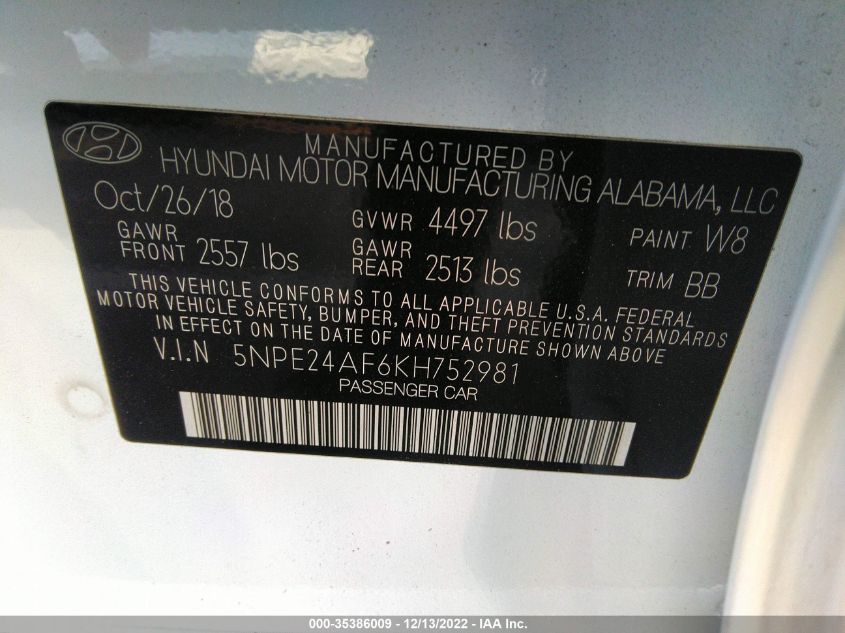 MANUFACTURED BY
HYUNDAI MOTOR MANUFACTURING ALABAMA, LLC
Oct/26/18 GVWR 4497 lbs PAINT W8
GAWR FRONT 2557 lbs GAWR REAR 2513 lbs TRIM BB
THIS VEHICLE CONFORMS TO ALL APPLICABLE U.S.A. FEDERAL
MOTOR VEHICLE SAFETY, BUMPER, AND THEFT PREVENTION STANDARDS
IN EFFECT ON THE DATE OF MANUFACTURE SHOWN ABOVE
V.I.N 5NPE24AF6KH752981
PASSENGER CAR
000-35386009 - 12/13/2022 - IAA Inc.